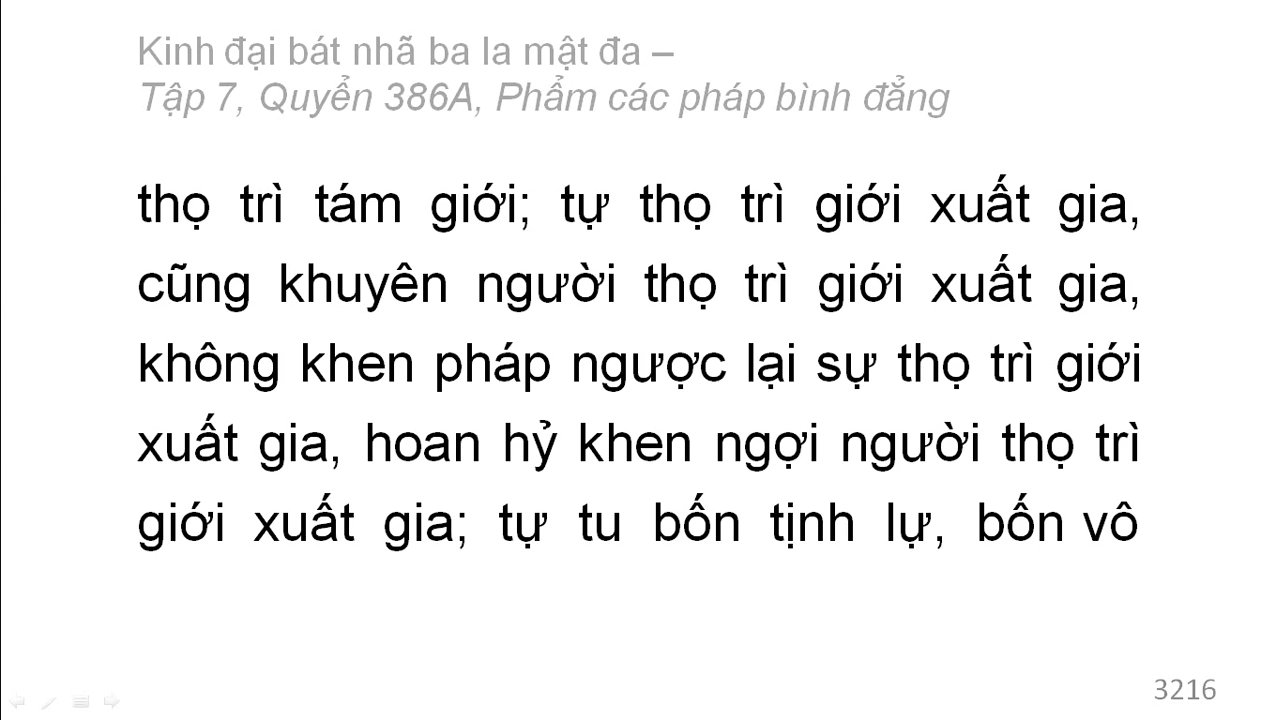 Kinh đại bát nhã ba la mật đa –
Tập 7, Quyển 386A, Phẩm các pháp bình đẳng
thọ trì tám giới; tự thọ trì giới xuất gia,
cũng khuyên người thọ trì giới xuất gia,
không khen pháp ngược lại sự thọ trì giới
xuất gia, hoan hỷ khen ngợi người thọ trì
giới xuất gia; tự tu bốn tịnh lự, bốn vô
3216